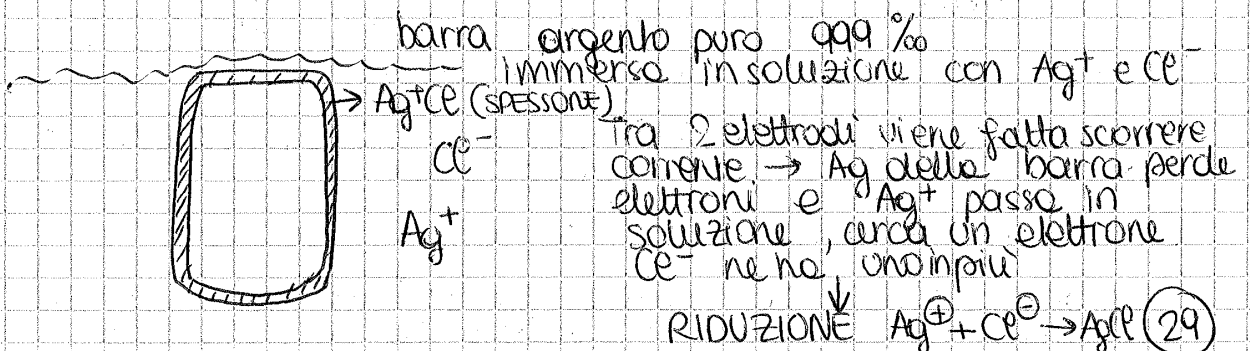 barra argento puro 999 ‰
immersa in soluzione con Ag⁺ e Cl⁻
→ Ag⁺Cl (SPESSONE)
Tra 2 elettrodi viene fatta scorrere
Cl⁻
corrente → Ag della barra perde
elettroni e Ag⁺ passa in
Ag⁺
soluzione, cerca un elettrone
Cl⁻ ne ha uno in più
↓
RIDUZIONE Ag⊕ + Cl⊖ → AgCl (29)